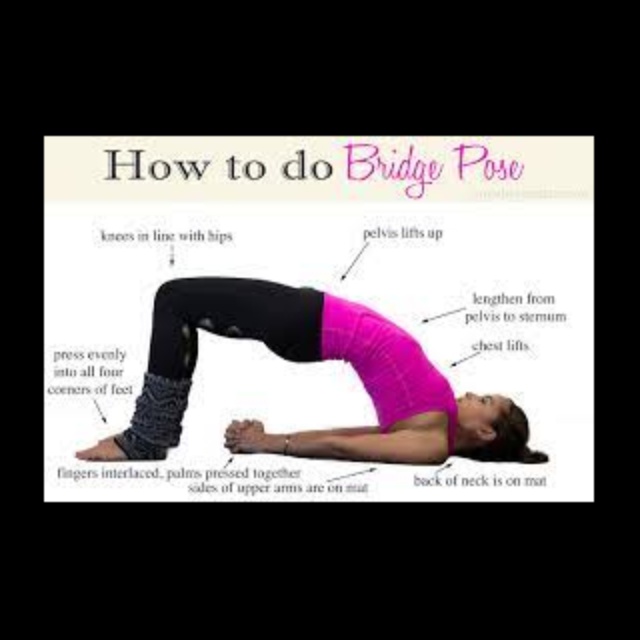 How to do Bridge Pose
knees in line with hips
pelvis lifts up
lengthen from
pelvis to sternum
chest lifts
press evenly
into all four
corners of feet
fingers interlaced, palms pressed together
sides of upper arms are on mat
back of neck is on mat